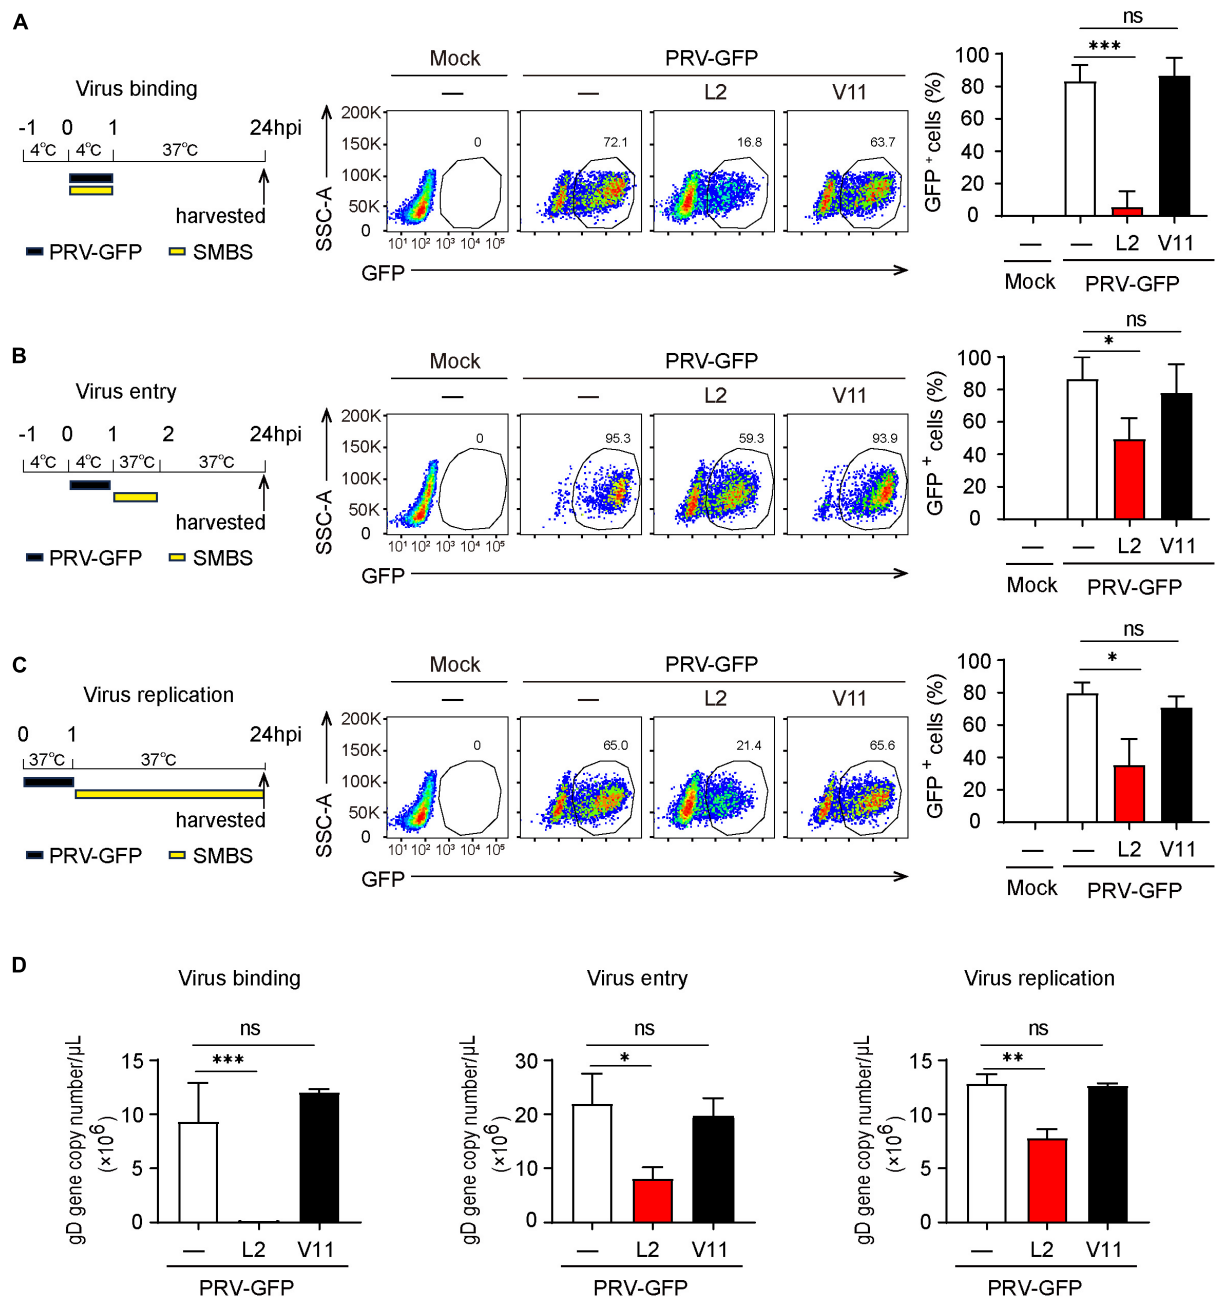 A
Virus binding
-1 0 1 24hpi
4°C 4°C 37°C
harvested
PRV-GFP SMBS
Mock PRV-GFP
— — L2 V11
200K
150K
100K
50K
0
SSC-A
0 72.1 16.8 63.7
10¹ 10² 10³ 10⁴ 10⁵
GFP
ns
***
GFP⁺ cells (%)
100
80
60
40
20
0
— — L2 V11
Mock PRV-GFP
B
Virus entry
-1 0 1 2 24hpi
4°C 4°C 37°C 37°C
harvested
PRV-GFP SMBS
Mock PRV-GFP
— — L2 V11
200K
150K
100K
50K
0
SSC-A
0 95.3 59.3 93.9
10¹ 10² 10³ 10⁴ 10⁵
GFP
ns
*
GFP⁺ cells (%)
100
80
60
40
20
0
— — L2 V11
Mock PRV-GFP
C
Virus replication
0 1 24hpi
37°C 37°C
harvested
PRV-GFP SMBS
Mock PRV-GFP
— — L2 V11
200K
150K
100K
50K
0
SSC-A
0 65.0 21.4 65.6
10¹ 10² 10³ 10⁴ 10⁵
GFP
ns
*
GFP⁺ cells (%)
100
80
60
40
20
0
— — L2 V11
Mock PRV-GFP
D
Virus binding
ns
***
gD gene copy number/µL
(×10⁶)
15
10
5
0
— L2 V11
PRV-GFP
Virus entry
ns
*
gD gene copy number/µL
(×10⁶)
30
20
10
0
— L2 V11
PRV-GFP
Virus replication
ns
**
gD gene copy number/µL
(×10⁶)
15
10
5
0
— L2 V11
PRV-GFP